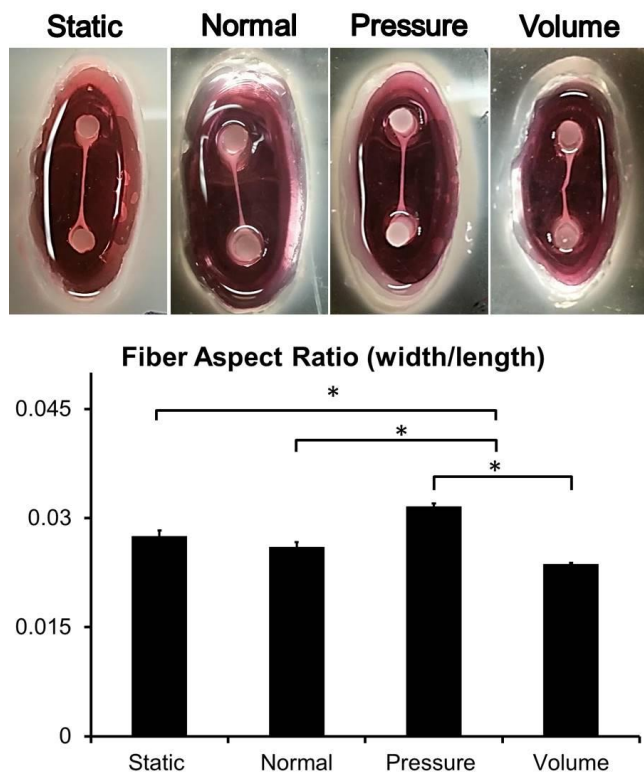 Static Normal Pressure Volume
Fiber Aspect Ratio (width/length)
0.045
*
*
*
0.03
0.015
0
Static Normal Pressure Volume